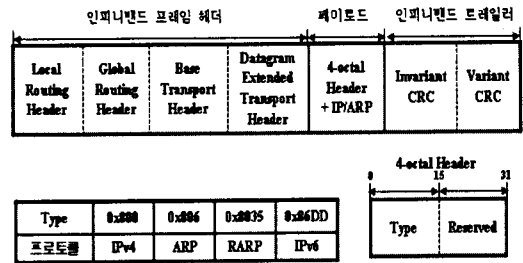 인피니밴드 프레임 헤더 페이로드 인피니밴드 트레일러
Local Routing Header
Global Routing Header
Base Transport Header
Datagram Extended Transport Header
4-octal Header + IP/ARP
Invariant CRC
Variant CRC
4-octal Header
0 15 31
Type Reserved
Type 0x800 0x806 0x8035 0x86DD
프로토콜 IPv4 ARP RARP IPv6